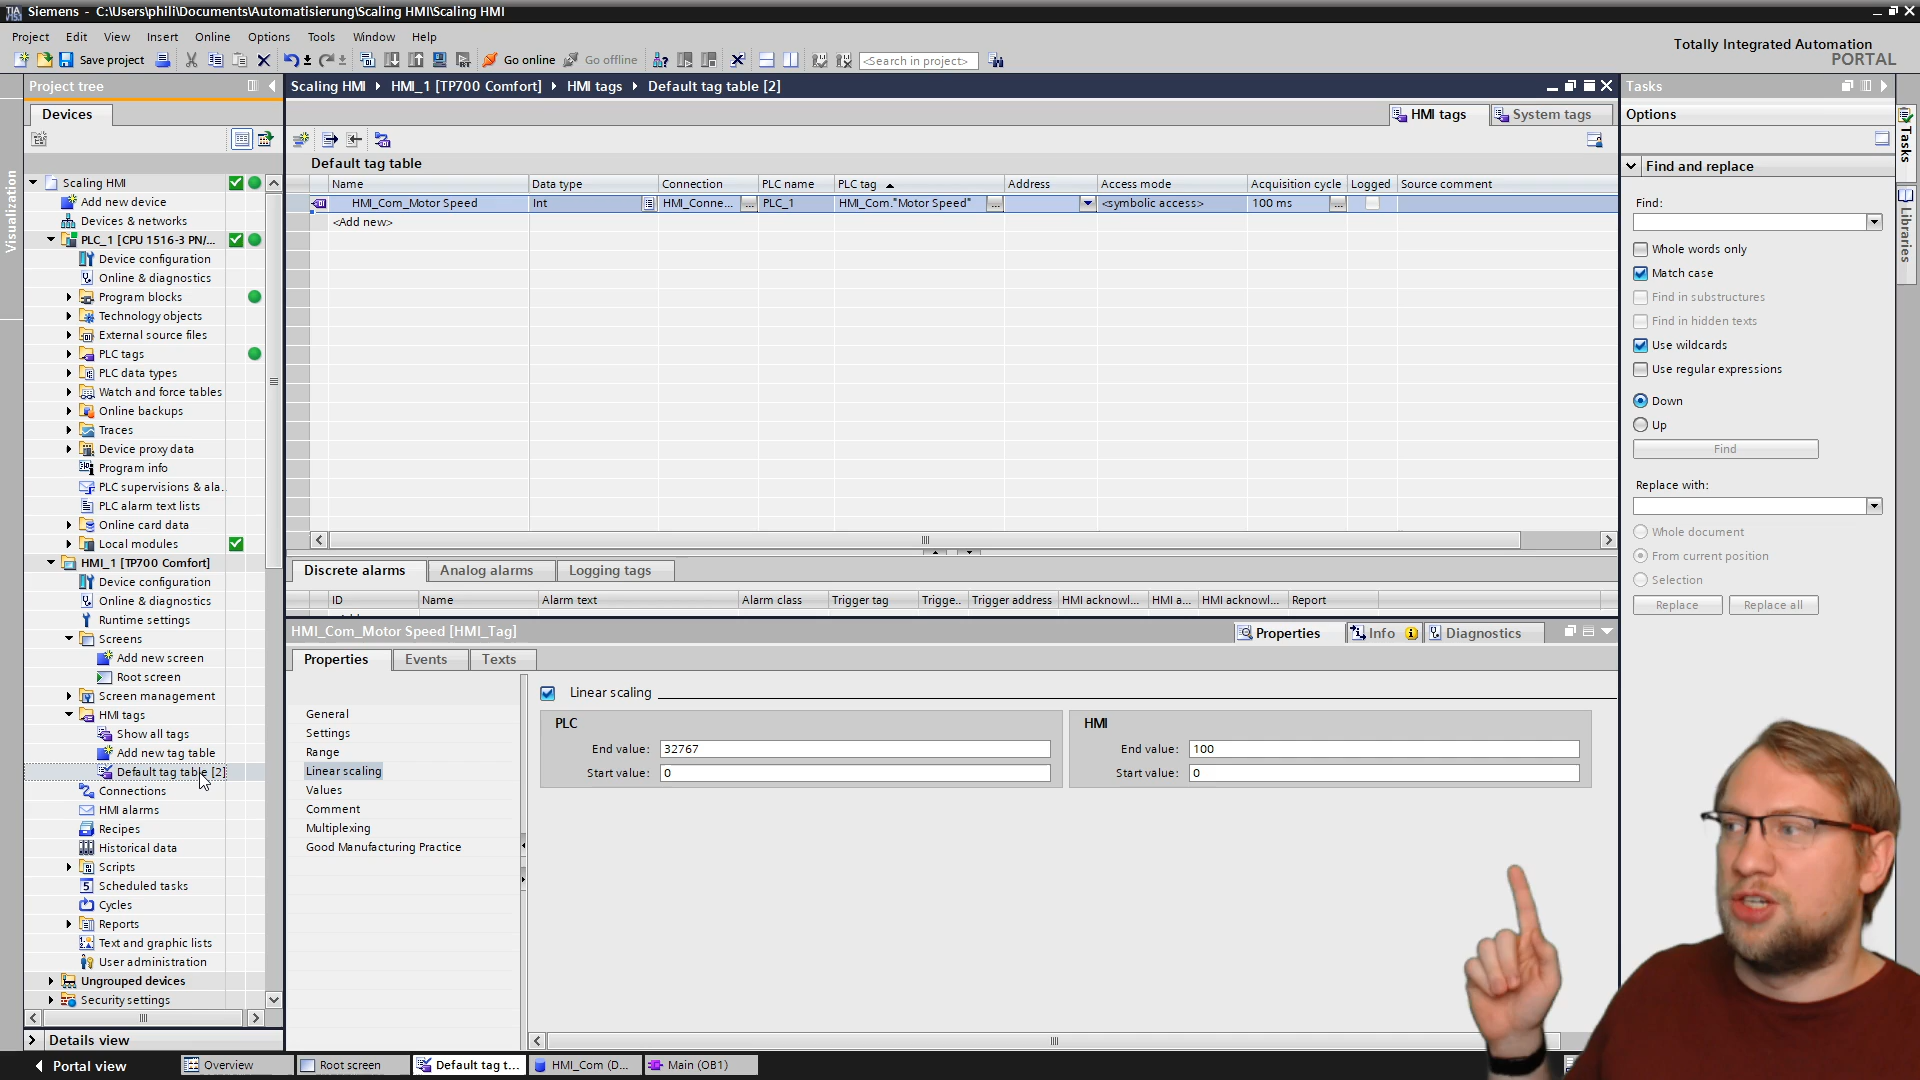 Siemens - C:\Users\phili\Documents\Automatisierung\Scaling HMI\Scaling HMI
Project Edit View Insert Online Options Tools Window Help
Totally Integrated Automation
PORTAL
Save project
Go online
Go offline
<Search in project>
Project tree
Scaling HMI HMI_1 [TP700 Comfort] HMI tags Default tag table [2]
Tasks
Devices
HMI tags
System tags
Options
Visualization
Tasks
Libraries
Default tag table
Name Data type Connection PLC name PLC tag Address Access mode Acquisition cycle Logged Source comment
HMI_Com_Motor Speed Int HMI_Conne... PLC_1 HMI_Com."Motor Speed" <symbolic access> 100 ms
<Add new>
Scaling HMI
Add new device
Devices & networks
PLC_1 [CPU 1516-3 PN/...
Device configuration
Online & diagnostics
Program blocks
Technology objects
External source files
PLC tags
PLC data types
Watch and force tables
Online backups
Traces
Device proxy data
Program info
PLC supervisions & ala..
PLC alarm text lists
Online card data
Local modules
HMI_1 [TP700 Comfort]
Device configuration
Online & diagnostics
Runtime settings
Screens
Add new screen
Root screen
Screen management
HMI tags
Show all tags
Add new tag table
Default tag table [2]
Connections
HMI alarms
Recipes
Historical data
Scripts
Scheduled tasks
Cycles
Reports
Text and graphic lists
User administration
Ungrouped devices
Security settings
Details view
Find and replace
Find:
Whole words only
Match case
Find in substructures
Find in hidden texts
Use wildcards
Use regular expressions
Down
Up
Find
Replace with:
Whole document
From current position
Selection
Replace
Replace all
Discrete alarms
Analog alarms
Logging tags
ID Name Alarm text Alarm class Trigger tag Trigge.. Trigger address HMI acknowl... HMI a... HMI acknowl... Report
HMI_Com_Motor Speed [HMI_Tag]
Properties
Info
Diagnostics
Properties
Events
Texts
General
Settings
Range
Linear scaling
Values
Comment
Multiplexing
Good Manufacturing Practice
Linear scaling
PLC
End value: 32767
Start value: 0
HMI
End value: 100
Start value: 0
Portal view
Overview
Root screen
Default tag t...
HMI_Com (D...
Main (OB1)